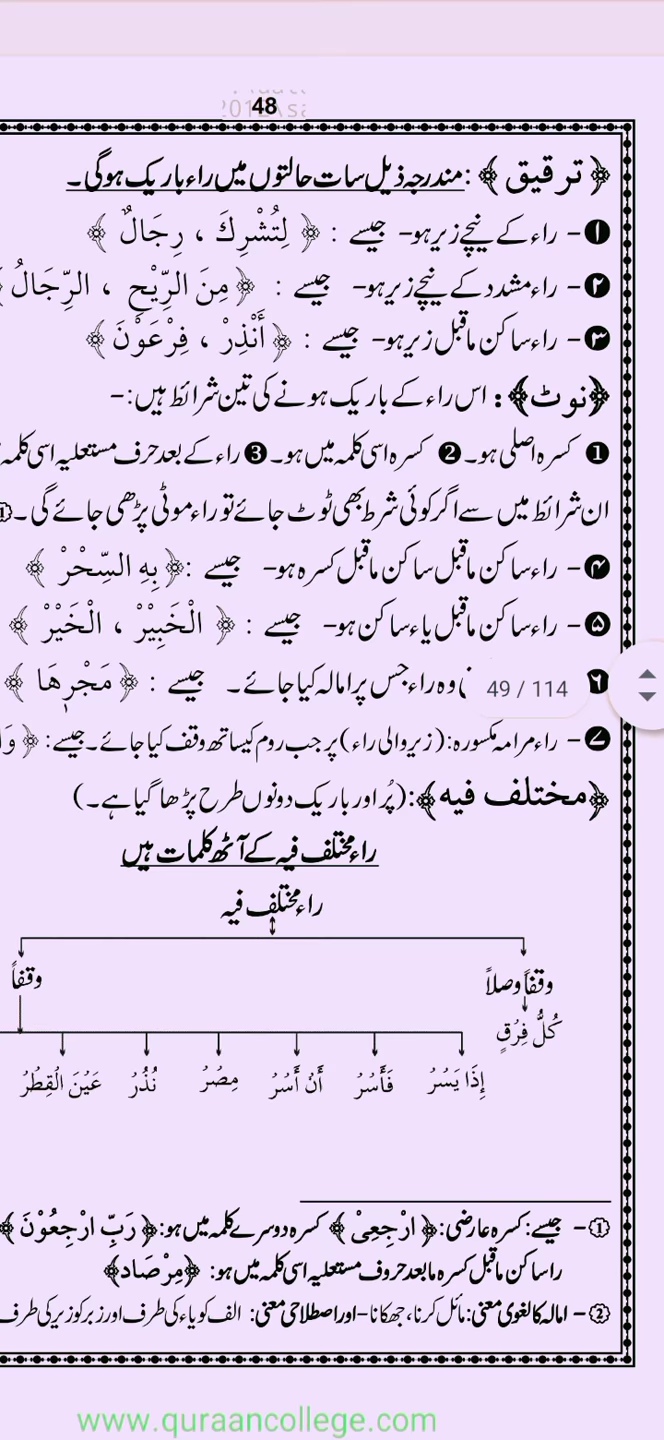 48
﴿ترقیق﴾: مندرجہ ذیل سات حالتوں میں راء باریک ہوگی۔
❶- راء کے نیچے زیر ہو- جیسے : ﴿ لِتُشْرِكَ ، رِجَالٌ ﴾
❷- راء مشدد کے نیچے زیر ہو- جیسے : ﴿مِنَ الرِّيْحِ ، الرِّجَالُ ﴾
❸- راء ساکن ماقبل زیر ہو- جیسے : ﴿ أَنْذِرْ ، فِرْعَوْنَ ﴾
﴿نوٹ﴾: اس راء کے باریک ہونے کی تین شرائط ہیں:-
❶ کسرہ اصلی ہو۔ ❷ کسرہ اسی کلمہ میں ہو۔ ❸ راء کے بعد حرف مستعلیہ اسی کلمہ
ان شرائط میں سے اگر کوئی شرط بھی ٹوٹ جائے تو راء موٹی پڑھی جائے گی۔①
❹- راء ساکن ماقبل ساکن ماقبل کسرہ ہو- جیسے :﴿ بِهِ السِّحْرْ ﴾
❺- راء ساکن ماقبل یاء ساکن ہو- جیسے : ﴿ الْخَبِيْرْ ، الْخَيْرْ ﴾
❻ وہ راء جس پر امالہ کیا جائے۔ جیسے : ﴿ مَجْرٖهَا ﴾
49 / 114
❼- راء مرامہ مکسورہ: (زیر والی راء) پر جب روم کیساتھ وقف کیا جائے۔ جیسے: ﴿
﴿مختلف فیه﴾: (پُر اور باریک دونوں طرح پڑھا گیا ہے۔)
راء مختلف فیہ کے آٹھ کلمات ہیں
راء مختلف فیہ
وقفاً وصلاً
وقفاً
كُلُّ فِرْقٍ
إِذَا يَسْرْ
فَأَسْرْ
أَنْ أَسْرْ
مِصْرْ
نُذُرْ
عَيْنَ الْقِطْرْ
①- جیسے: کسرہ عارضی: ﴿ارْجِعِىْ﴾ کسرہ دوسرے کلمہ میں ہو: ﴿رَبِّ ارْجِعُوْنَ﴾
راسا کن ماقبل کسرہ مابعد حروف مستعلیہ اسی کلمہ میں ہو: ﴿مِرْصَاد﴾
②- امالہ کا لغوی معنی: مائل کرنا، جھکانا- اور اصطلاحی معنی: الف کو یاء کی طرف اور زبر کو زیر کی طرف
www.quraancollege.com